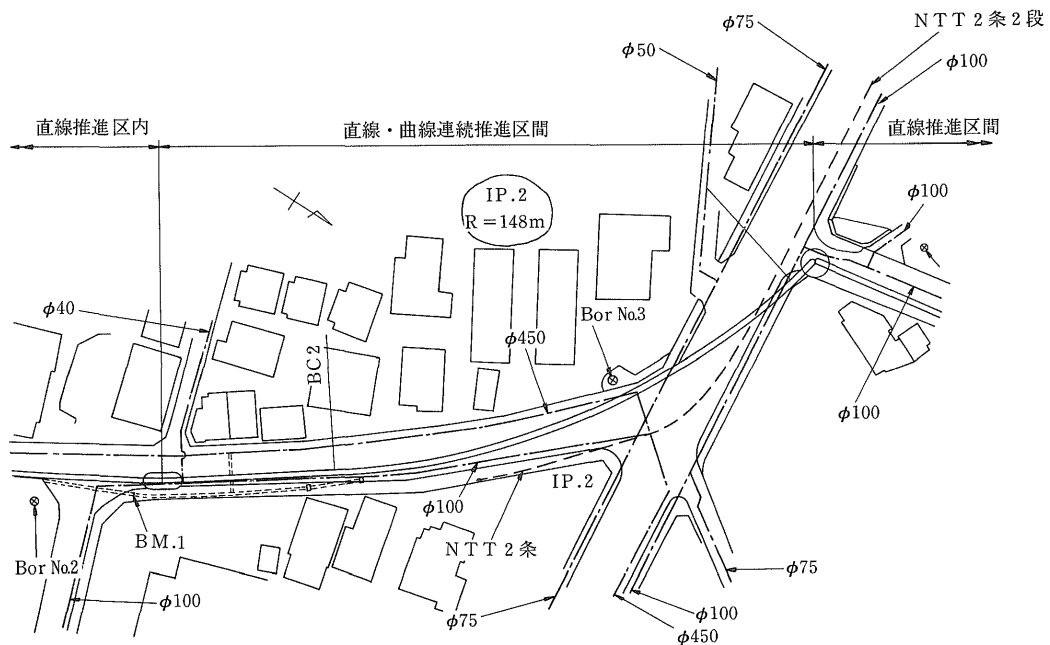 NTT2条2段
φ75
φ50
φ100
直線推進区内
直線・曲線連続推進区間
直線推進区間
φ100
IP.2
R=148m
φ40
Bor No.3
φ450
BC2
φ100
φ100
IP.2
φ100
BM.1
NTT2条
Bor No.2
φ75
φ100
φ75
φ100
φ450